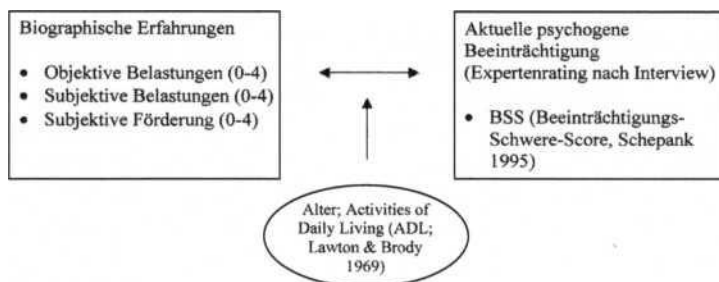 Biographische Erfahrungen
• Objektive Belastungen (0-4)
• Subjektive Belastungen (0-4)
• Subjektive Förderung (0-4)
Aktuelle psychogene
Beeinträchtigung
(Expertenrating nach Interview)
• BSS (Beeinträchtigungs-
Schwere-Score, Schepank
1995)
Alter; Activities of
Daily Living (ADL;
Lawton & Brody
1969)